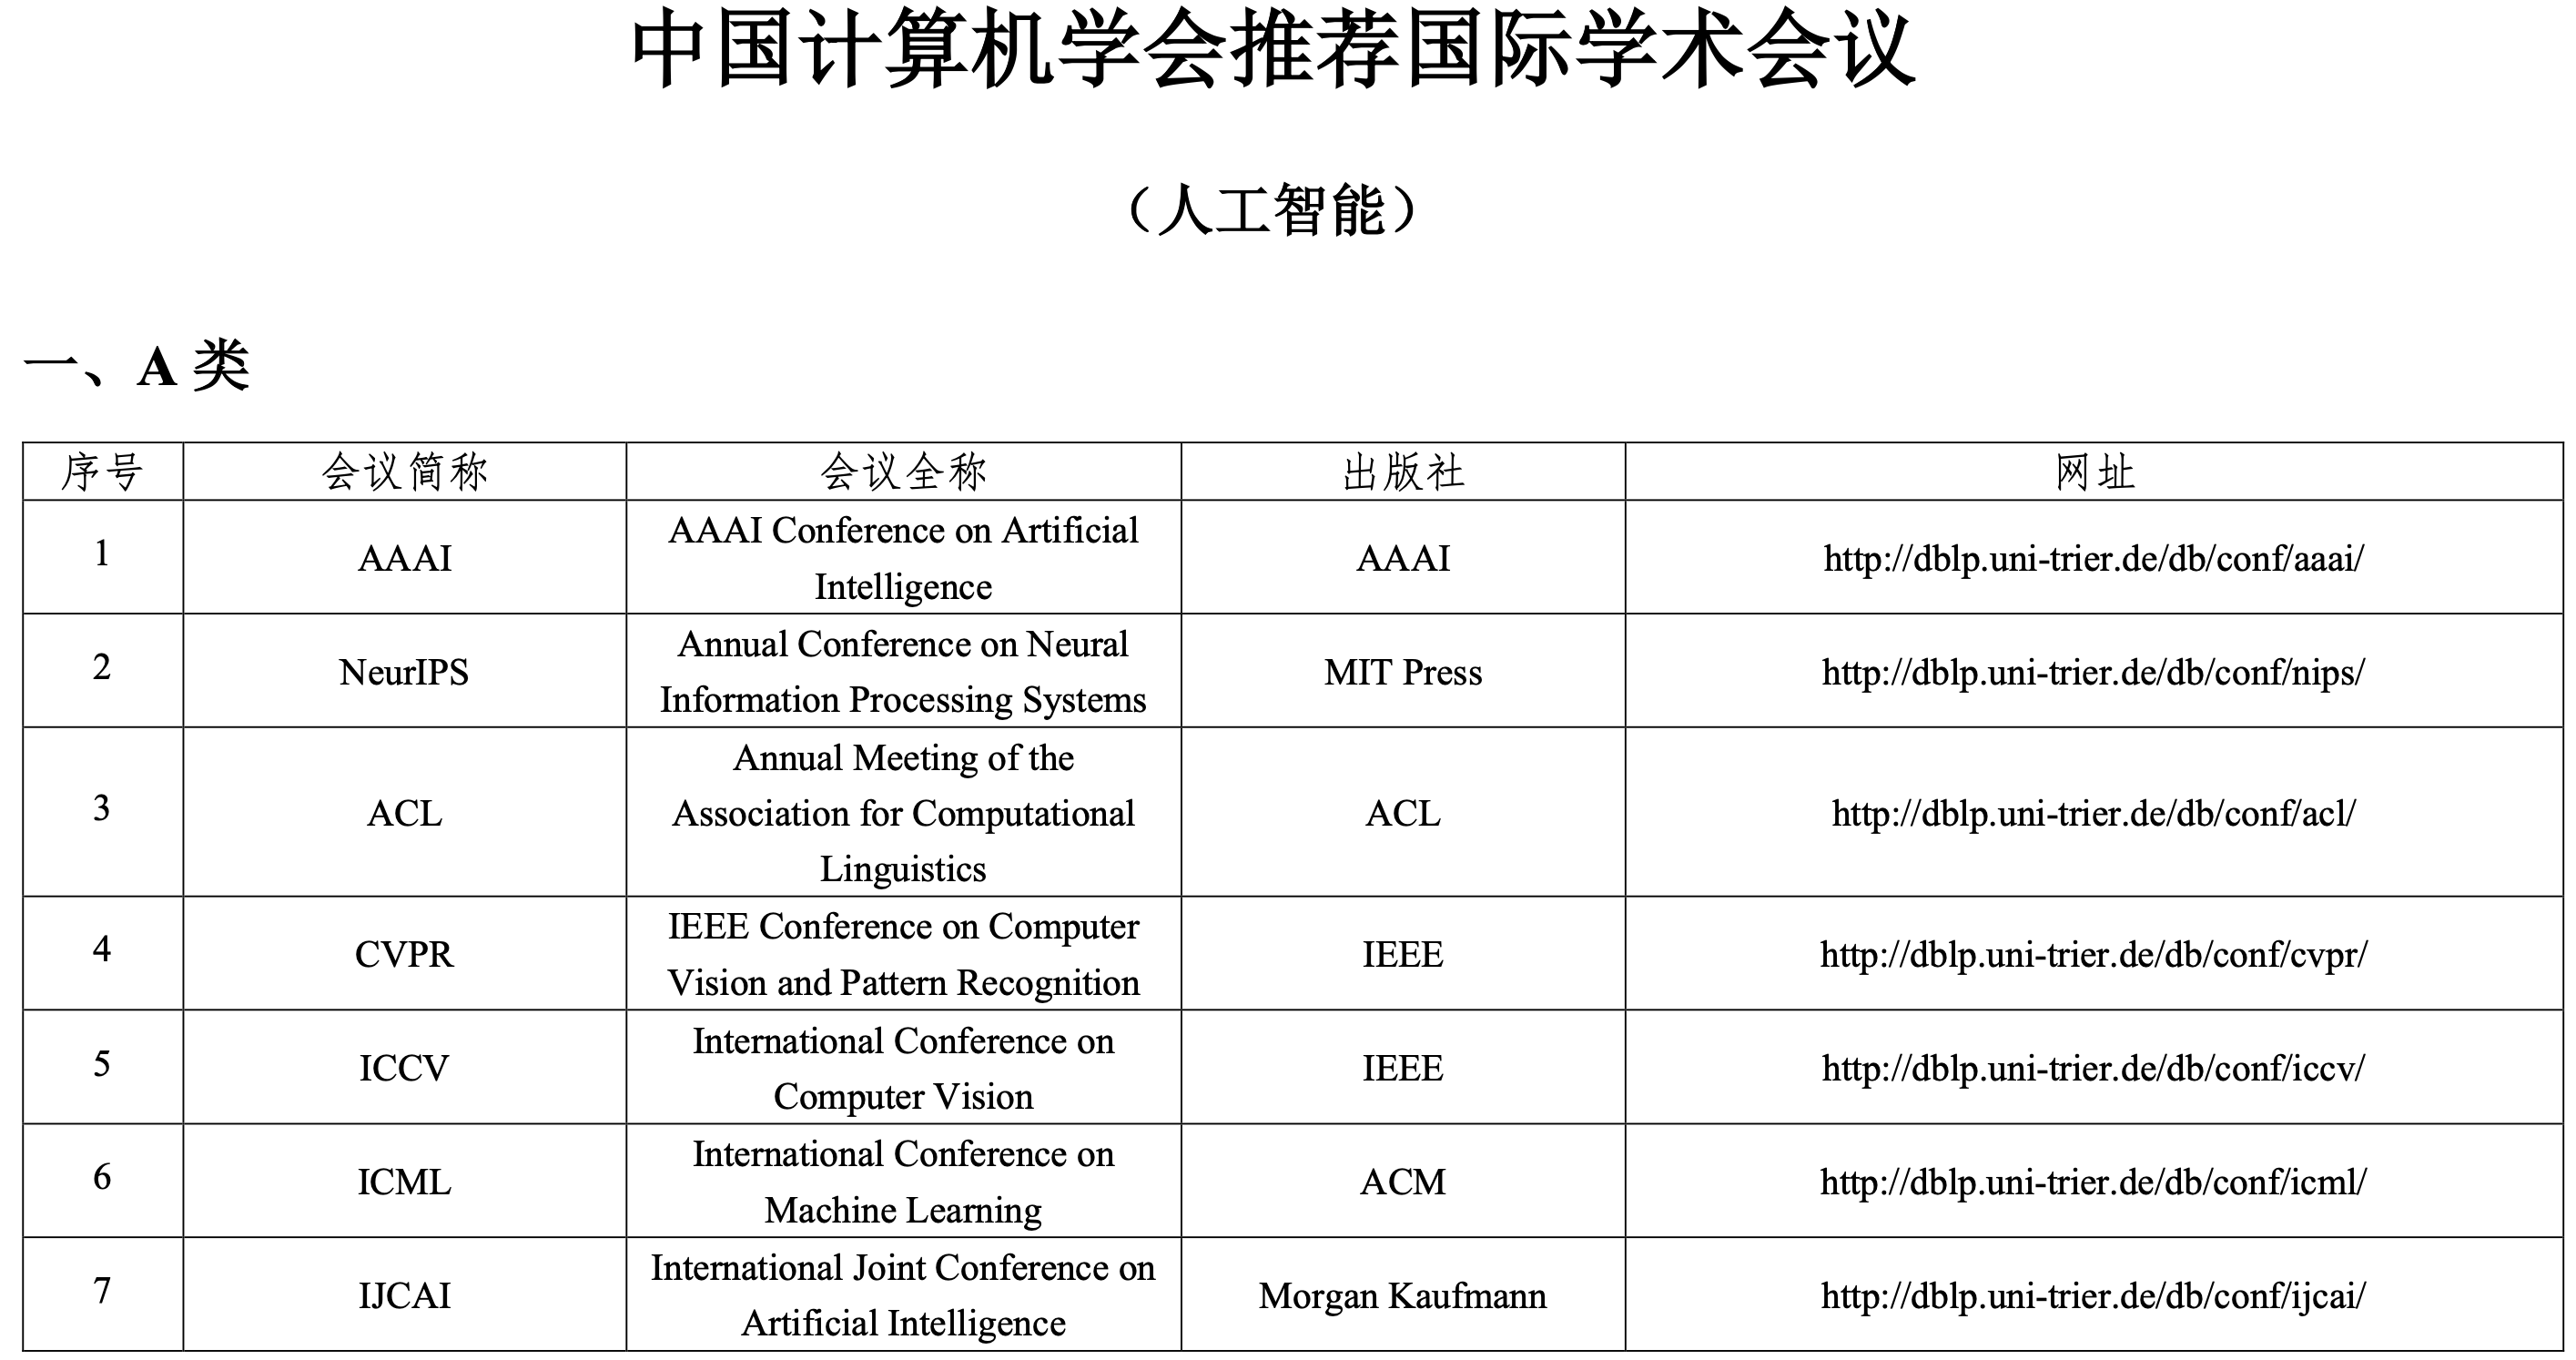 中国计算机学会推荐国际学术会议
（人工智能）
一、A 类
序号 会议简称 会议全称 出版社 网址
1 AAAI AAAI Conference on Artificial
Intelligence AAAI http://dblp.uni-trier.de/db/conf/aaai/
2 NeurIPS Annual Conference on Neural
Information Processing Systems MIT Press http://dblp.uni-trier.de/db/conf/nips/
3 ACL Annual Meeting of the
Association for Computational
Linguistics ACL http://dblp.uni-trier.de/db/conf/acl/
4 CVPR IEEE Conference on Computer
Vision and Pattern Recognition IEEE http://dblp.uni-trier.de/db/conf/cvpr/
5 ICCV International Conference on
Computer Vision IEEE http://dblp.uni-trier.de/db/conf/iccv/
6 ICML International Conference on
Machine Learning ACM http://dblp.uni-trier.de/db/conf/icml/
7 IJCAI International Joint Conference on
Artificial Intelligence Morgan Kaufmann http://dblp.uni-trier.de/db/conf/ijcai/